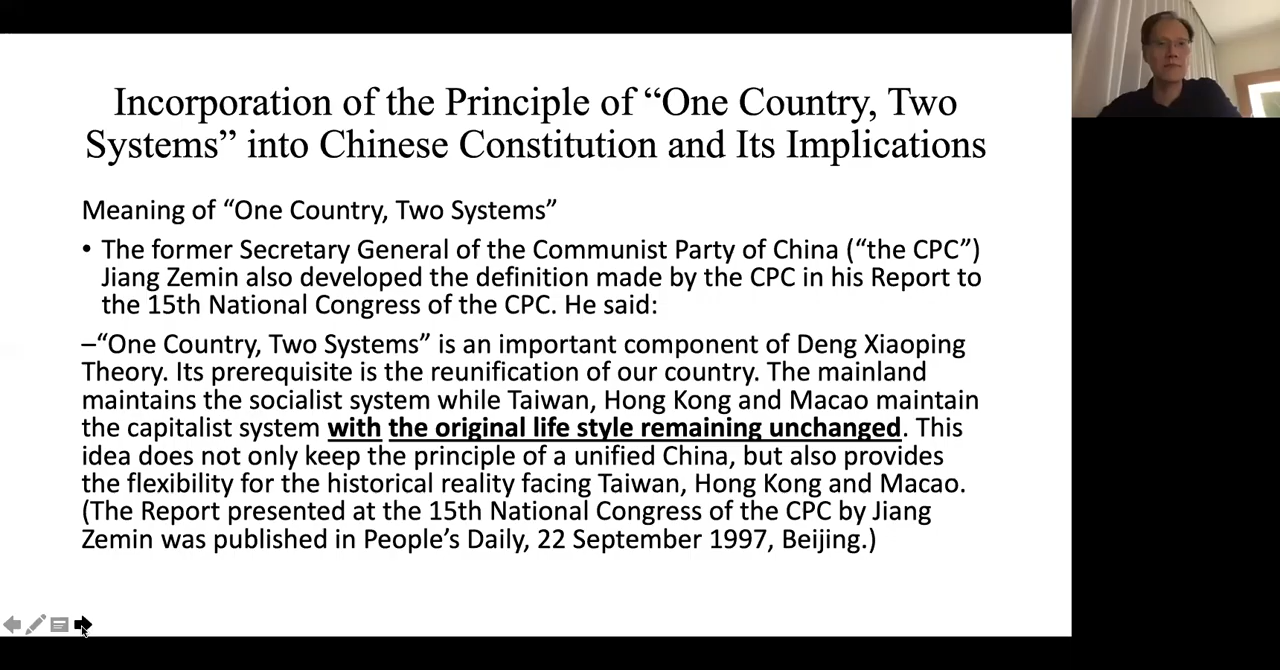 Incorporation of the Principle of “One Country, Two
Systems” into Chinese Constitution and Its Implications
Meaning of “One Country, Two Systems”
• The former Secretary General of the Communist Party of China (“the CPC”)
Jiang Zemin also developed the definition made by the CPC in his Report to
the 15th National Congress of the CPC. He said:
–“One Country, Two Systems” is an important component of Deng Xiaoping
Theory. Its prerequisite is the reunification of our country. The mainland
maintains the socialist system while Taiwan, Hong Kong and Macao maintain
the capitalist system with the original life style remaining unchanged. This
idea does not only keep the principle of a unified China, but also provides
the flexibility for the historical reality facing Taiwan, Hong Kong and Macao.
(The Report presented at the 15th National Congress of the CPC by Jiang
Zemin was published in People’s Daily, 22 September 1997, Beijing.)